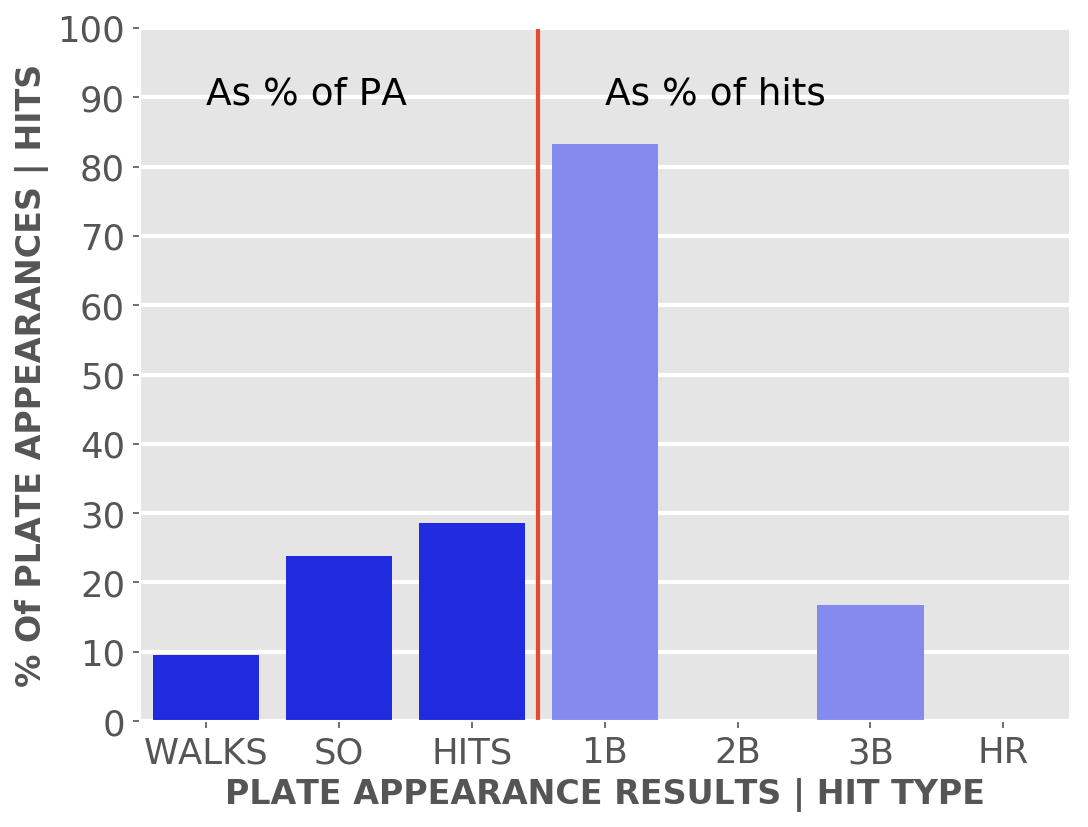 100
90
80
70
60
50
40
30
20
10
0
% Of PLATE APPEARANCES | HITS
As % of PA
As % of hits
WALKS SO HITS 1B 2B 3B HR
PLATE APPEARANCE RESULTS | HIT TYPE